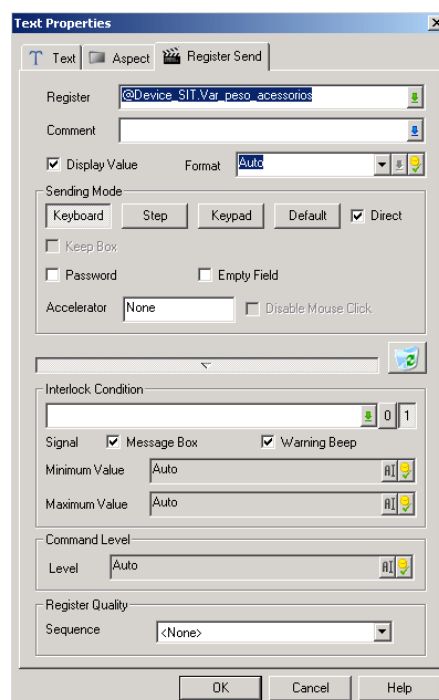 Text Properties
Text Aspect Register Send
Register @Device_SIT.Var_peso_acessorios
Comment
Display Value Format Auto
Sending Mode
Keyboard Step Keypad Default Direct
Keep Box
Password Empty Field
Accelerator None Disable Mouse Click
Interlock Condition
0 1
Signal Message Box Warning Beep
Minimum Value Auto AI
Maximum Value Auto AI
Command Level
Level Auto AI
Register Quality
Sequence <None>
OK Cancel Help